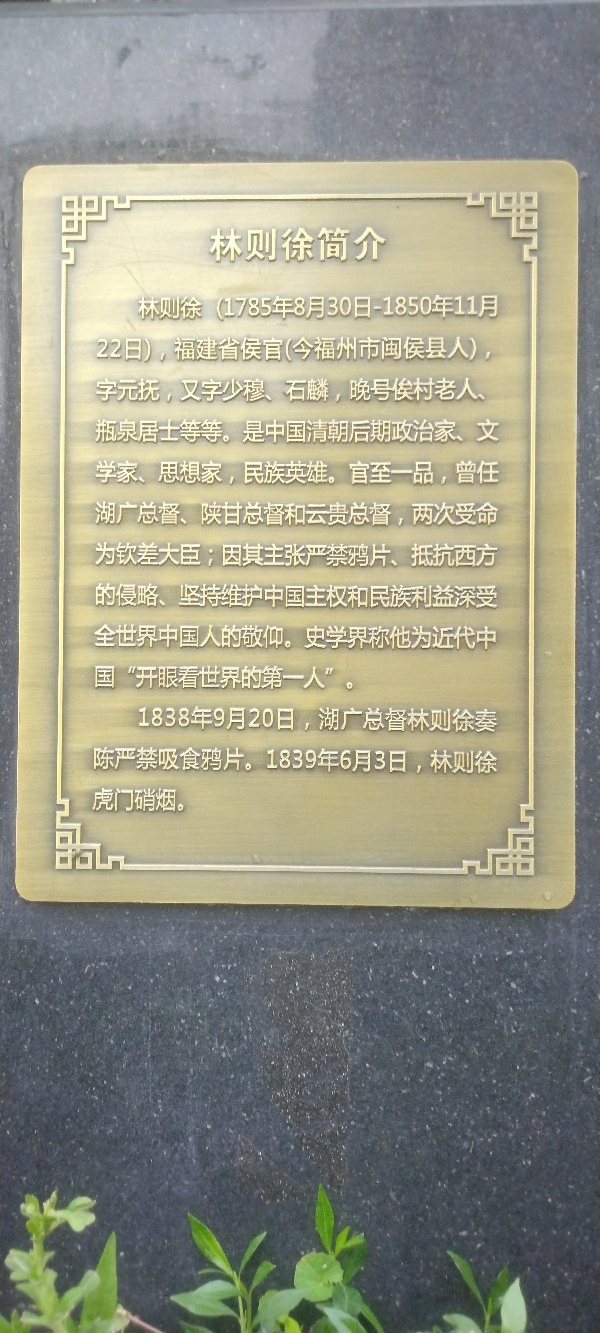 林则徐简介
林则徐 (1785年8月30日-1850年11月
22日)，福建省侯官(今福州市闽侯县人)，
字元抚，又字少穆、石麟，晚号俟村老人、
瓶泉居士等等。是中国清朝后期政治家、文
学家、思想家，民族英雄。官至一品，曾任
湖广总督、陕甘总督和云贵总督，两次受命
为钦差大臣；因其主张严禁鸦片、抵抗西方
的侵略、坚持维护中国主权和民族利益深受
全世界中国人的敬仰。史学界称他为近代中
国“开眼看世界的第一人”。
1838年9月20日，湖广总督林则徐奏
陈严禁吸食鸦片。1839年6月3日，林则徐
虎门硝烟。